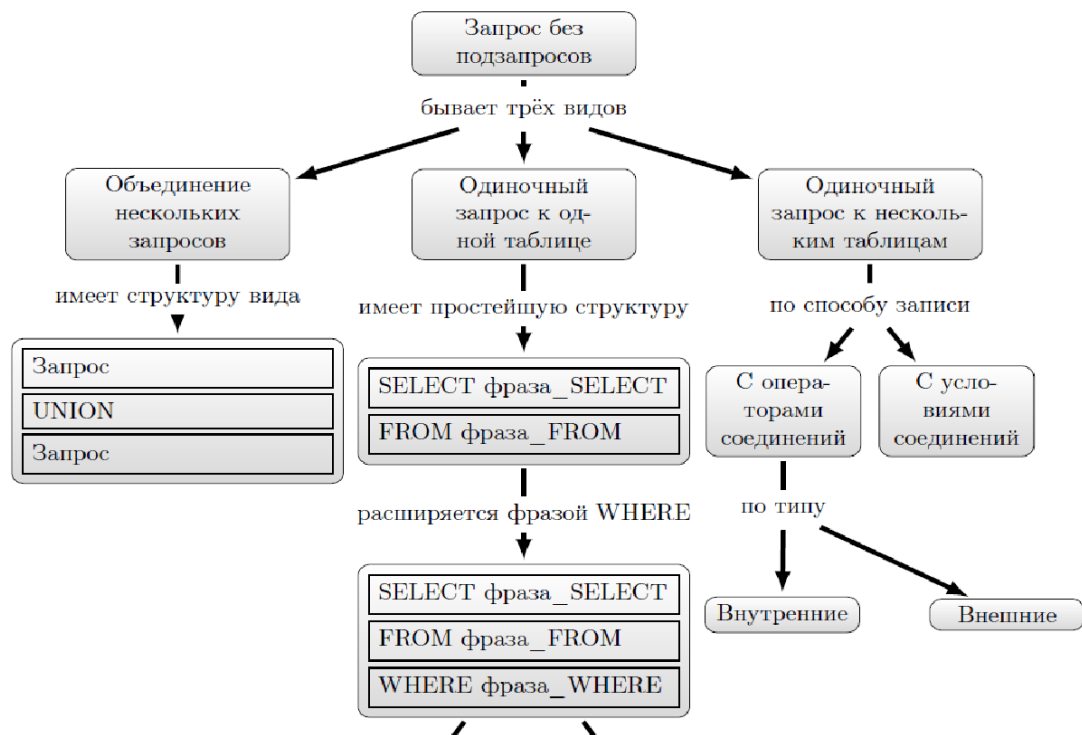 Запрос без
подзапросов
бывает трёх видов
Объединение
нескольких
запросов
Одиночный
запрос к од-
ной таблице
Одиночный
запрос к несколь-
ким таблицам
имеет структуру вида
имеет простейшую структуру
по способу записи
Запрос
UNION
Запрос
SELECT фраза_SELECT
FROM фраза_FROM
С опера-
торами
соединений
С усло-
виями
соединений
расширяется фразой WHERE
по типу
SELECT фраза_SELECT
FROM фраза_FROM
WHERE фраза_WHERE
Внутренние
Внешние